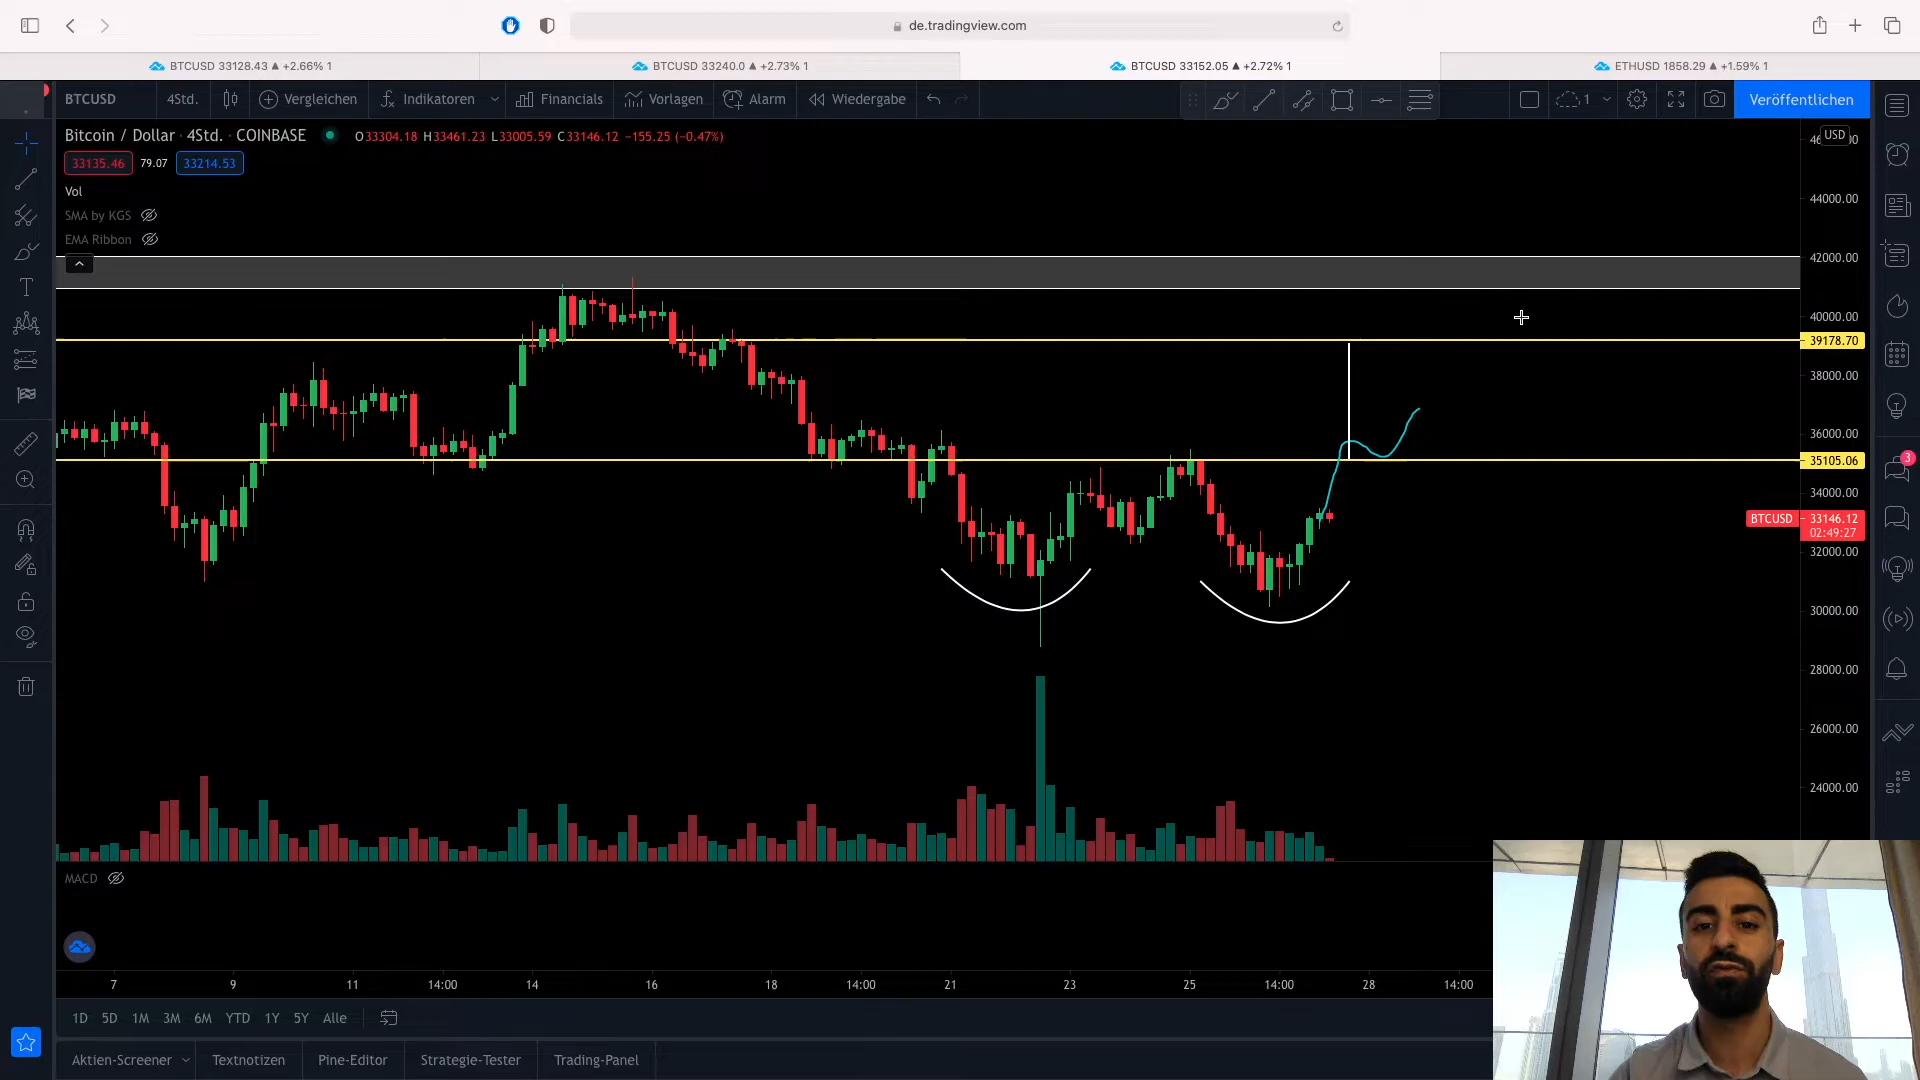 de.tradingview.com
BTCUSD 33128.43 ▲ +2.66% 1
BTCUSD 33240.0 ▲ +2.73% 1
BTCUSD 33152.05 ▲ +2.72% 1
ETHUSD 1858.29 ▲ +1.59% 1
BTCUSD 4Std. Vergleichen Indikatoren Financials Vorlagen Alarm Wiedergabe 1 Veröffentlichen
Bitcoin / Dollar · 4Std. · COINBASE O33304.18 H33461.23 L33005.59 C33146.12 −155.25 (−0.47%)
USD
33135.46 79.07 33214.53
Vol
SMA by KGS
EMA Ribbon
44000.00
42000.00
40000.00
39178.70
38000.00
36000.00
35105.06
34000.00
BTCUSD 33146.12
02:49:27
32000.00
30000.00
28000.00
26000.00
24000.00
3
MACD
7 9 11 14:00 14 16 18 14:00 21 23 25 14:00 28 14:00
1D 5D 1M 3M 6M YTD 1Y 5Y Alle
Aktien-Screener Textnotizen Pine-Editor Strategie-Tester Trading-Panel